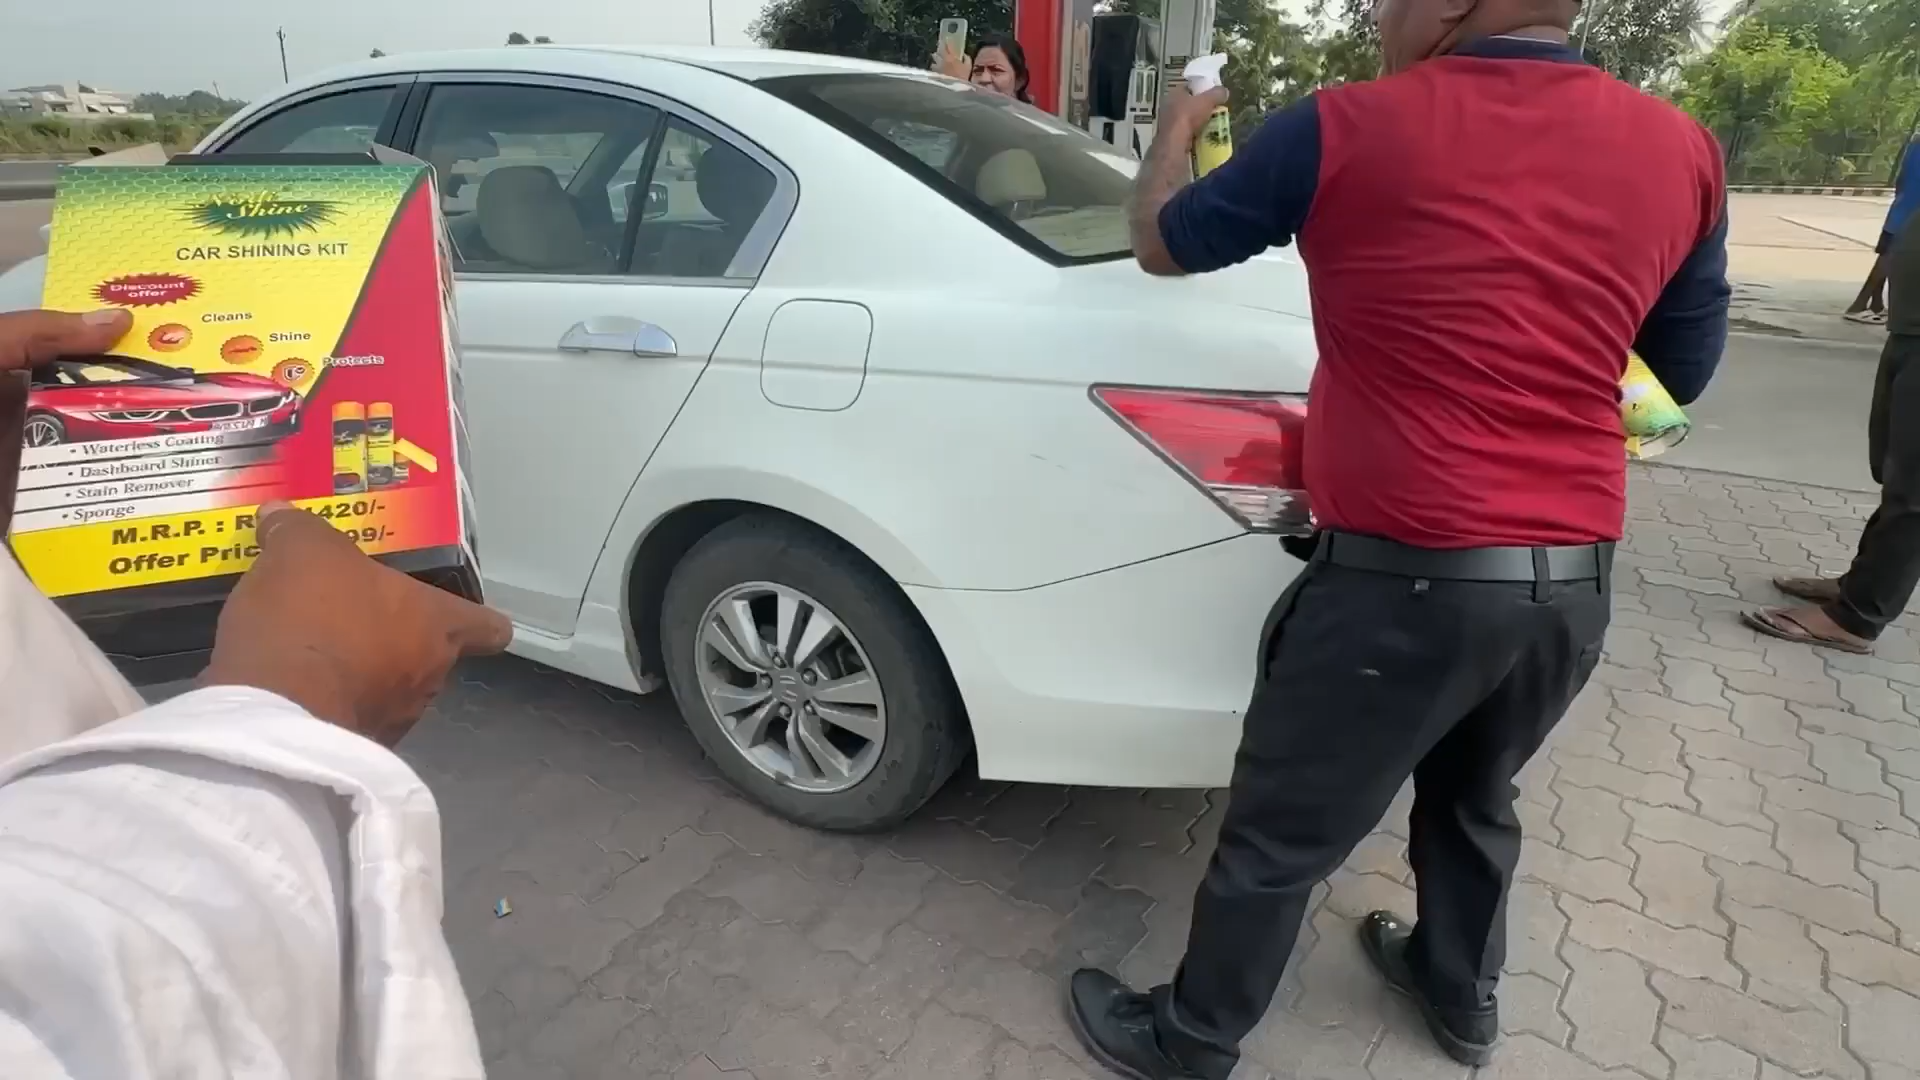 Shine
CAR SHINING KIT
Discount
offer
Cleans
Shine
Protects
• Waterless Coating
• Dashboard Shiner
• Stain Remover
• Sponge
M.R.P. : R 1420/-
Offer Pric 99/-